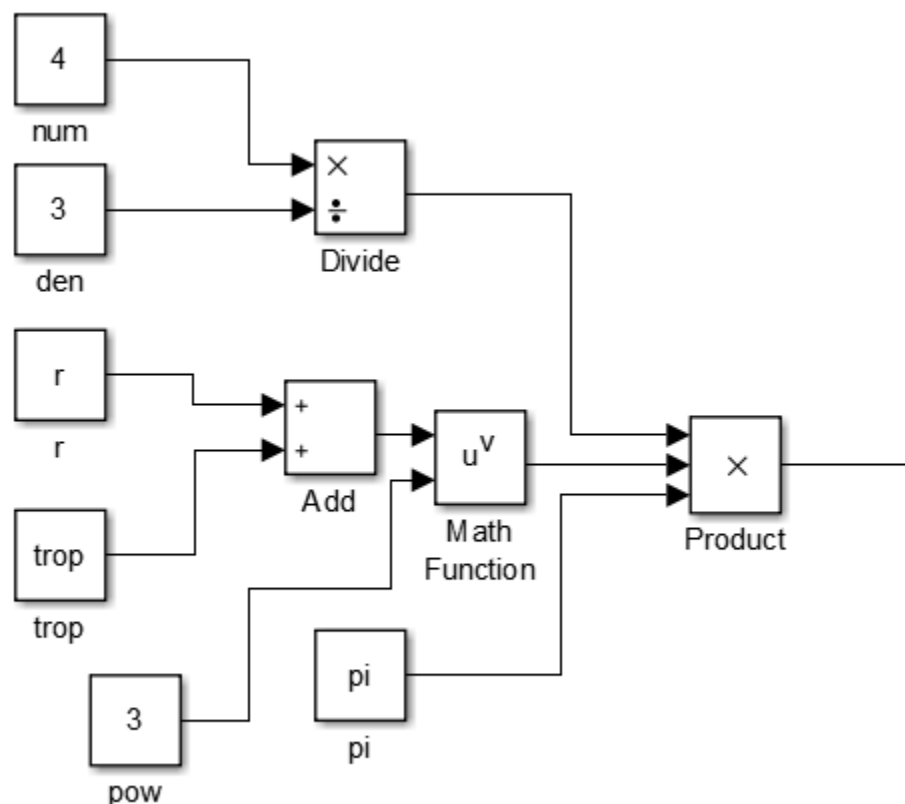 4
num
3
den
×
÷
Divide
r
r
+
+
Add
trop
trop
u^v
Math
Function
×
Product
3
pow
pi
pi